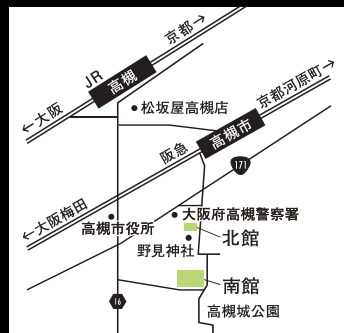 京都→
JR
高槻
←大阪
松坂屋高槻店
京都河原町→
高槻市
阪急
171
←大阪梅田
高槻市役所
大阪府高槻警察署
北館
野見神社
南館
16
高槻城公園